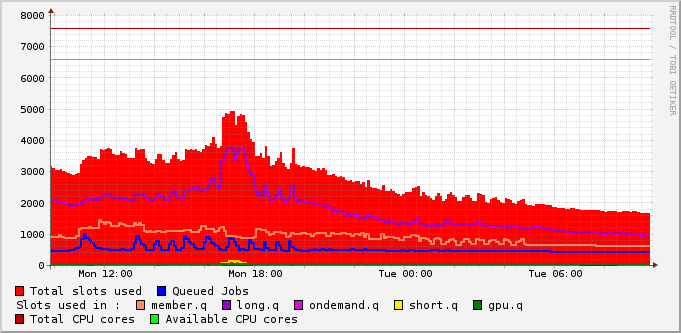 8000
7000
6000
5000
4000
3000
2000
1000
0
Mon 12:00 Mon 18:00 Tue 00:00 Tue 06:00
RRDTOOL / TOBI OETIKER
Total slots used Queued Jobs
Slots used in : member.q long.q ondemand.q short.q gpu.q
Total CPU cores Available CPU cores